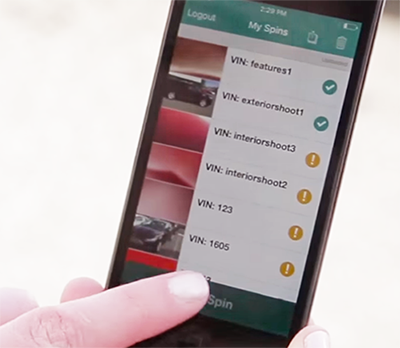 2:29 PM
Logout
My Spins
VIN: features1
VIN: exteriorshoot1
VIN: interiorshoot3
VIN: interiorshoot2
VIN: 123
VIN: 1605
Spin